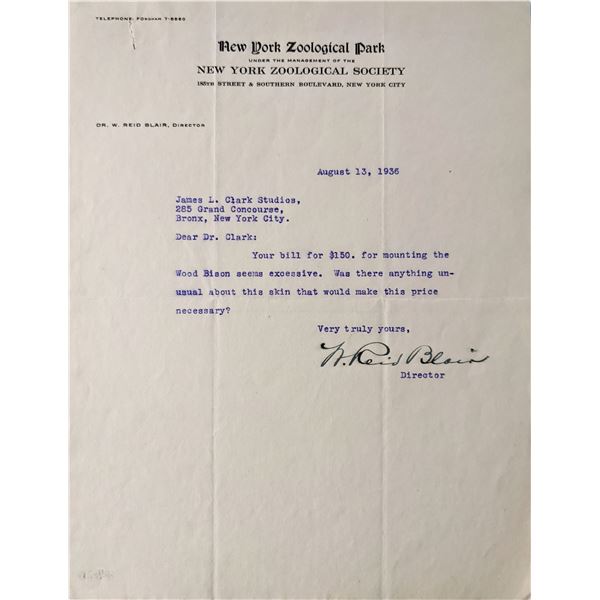 TELEPHONE: FORDHAM 7-8860
New York Zoological Park
UNDER THE MANAGEMENT OF THE
NEW YORK ZOOLOGICAL SOCIETY
185TH STREET & SOUTHERN BOULEVARD, NEW YORK CITY
DR. W. REID BLAIR, DIRECTOR
August 13, 1936
James L. Clark Studios,
285 Grand Concourse,
Bronx, New York City.
Dear Dr. Clark:
Your bill for $150. for mounting the
Wood Bison seems excessive. Was there anything un-
usual about this skin that would make this price
necessary?
Very truly yours,
W. Reid Blair
Director